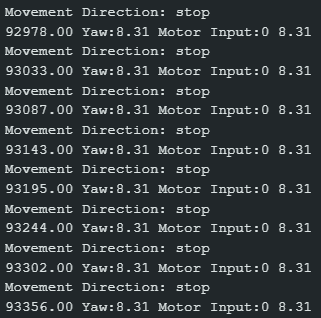 Movement Direction: stop
92978.00 Yaw:8.31 Motor Input:0 8.31
Movement Direction: stop
93033.00 Yaw:8.31 Motor Input:0 8.31
Movement Direction: stop
93087.00 Yaw:8.31 Motor Input:0 8.31
Movement Direction: stop
93143.00 Yaw:8.31 Motor Input:0 8.31
Movement Direction: stop
93195.00 Yaw:8.31 Motor Input:0 8.31
Movement Direction: stop
93244.00 Yaw:8.31 Motor Input:0 8.31
Movement Direction: stop
93302.00 Yaw:8.31 Motor Input:0 8.31
Movement Direction: stop
93356.00 Yaw:8.31 Motor Input:0 8.31